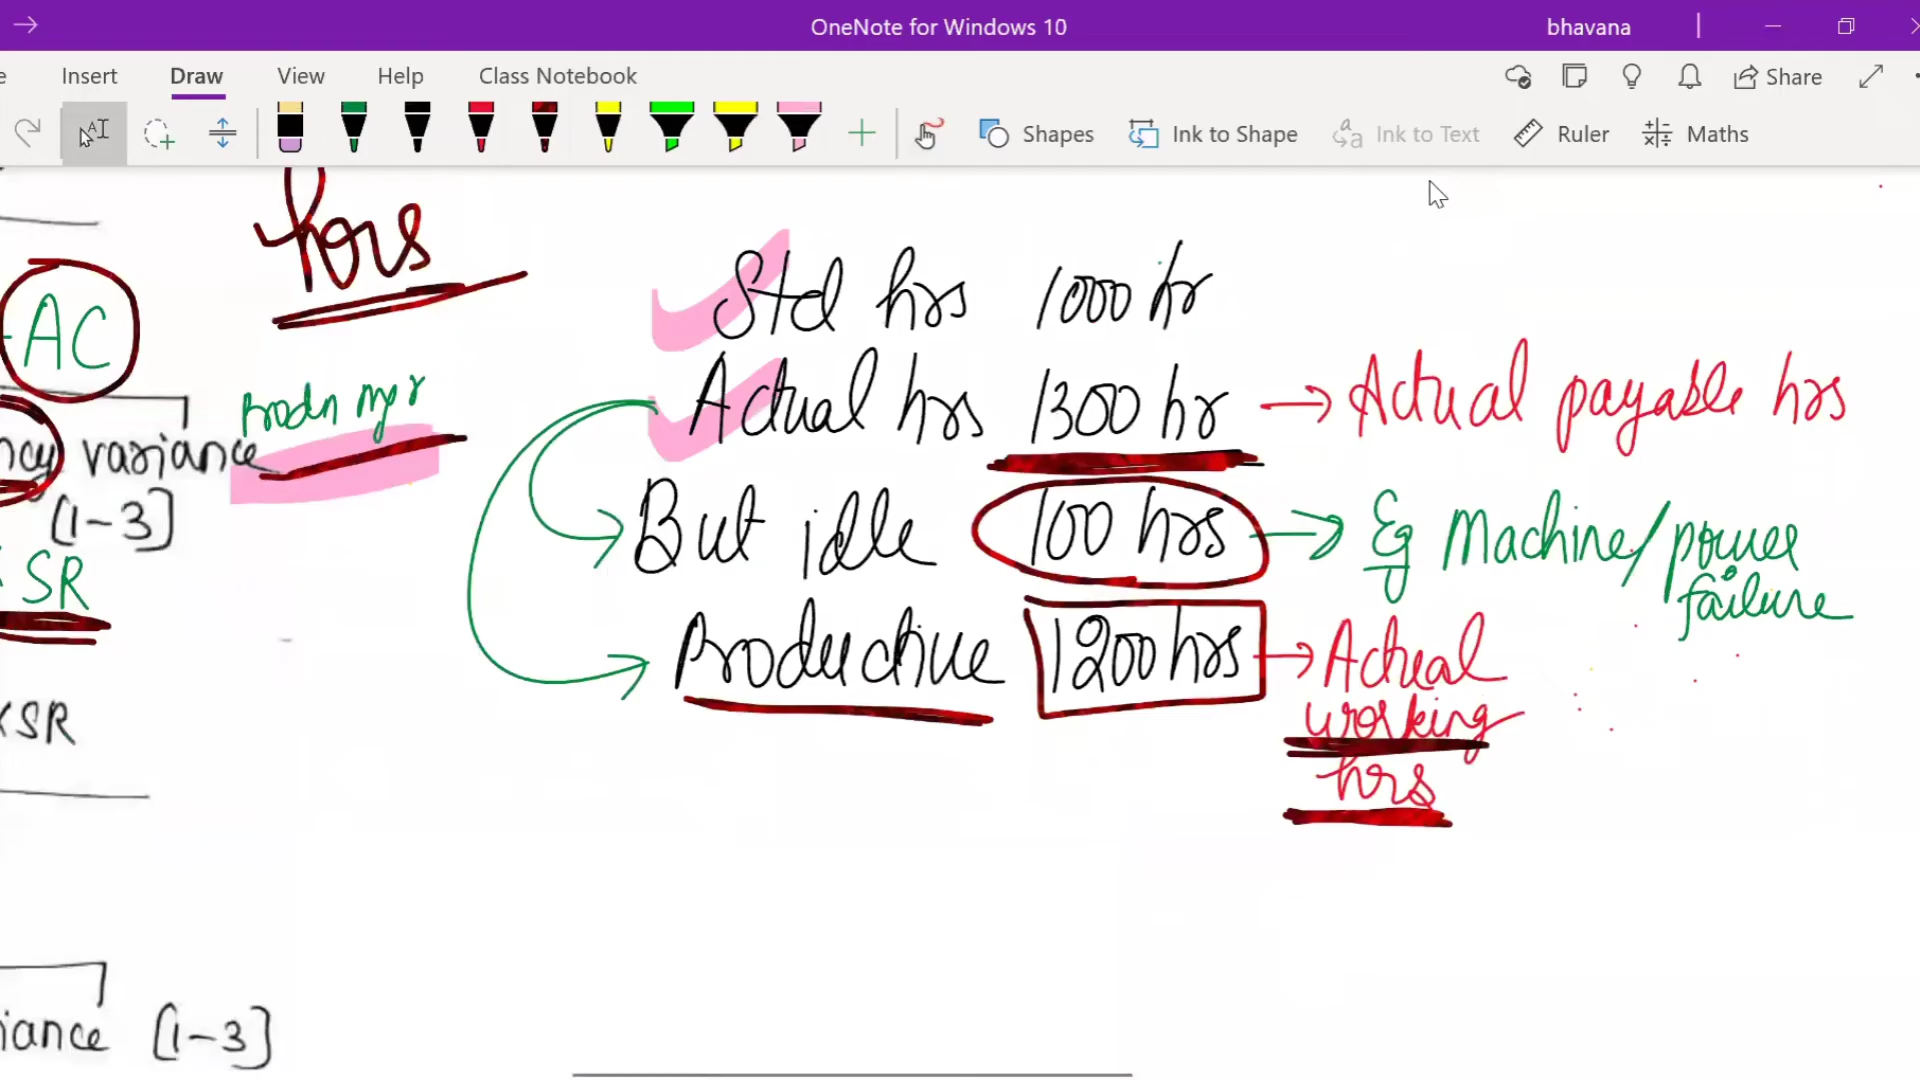 OneNote for Windows 10
bhavana
Insert Draw View Help Class Notebook
Share
Shapes Ink to Shape Ink to Text Ruler Maths
hrs
AC
Prodn mgr
ncy variance
[1-3]
SR
×SR
iance [1-3]
Std hrs 1000 hr
Actual hrs 1300 hr → Actual payable hrs
But idle 100 hrs → Eg Machine/power failure
Productive 1200 hrs → Actual
working
hrs